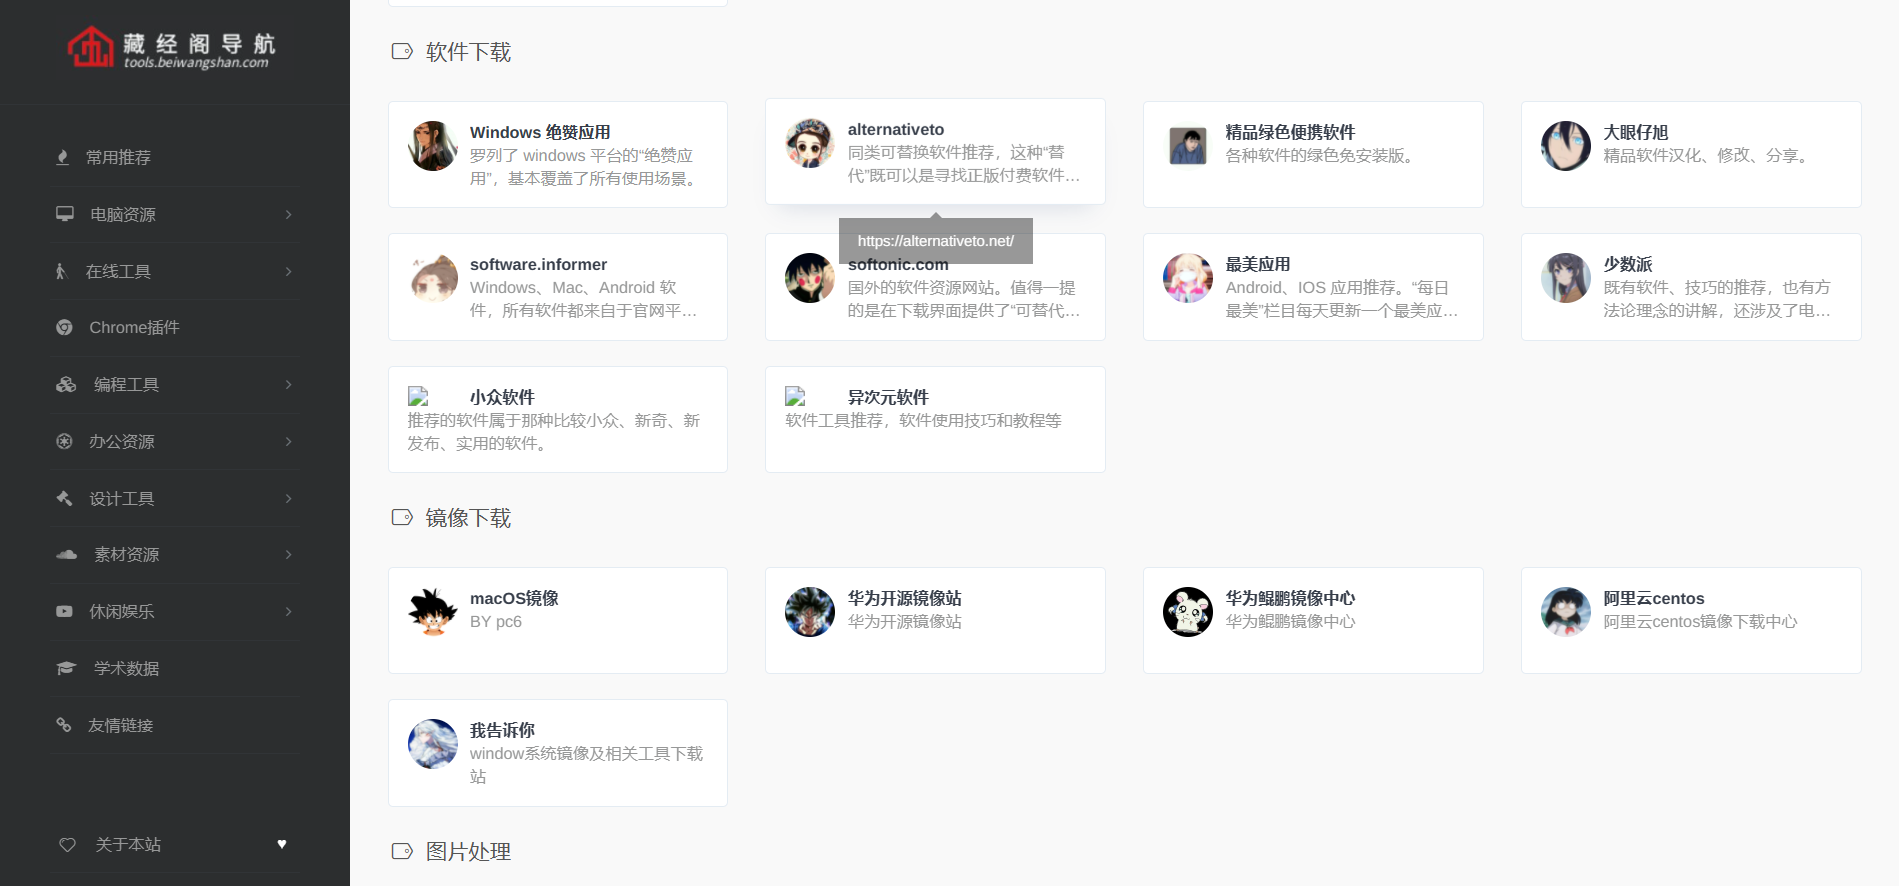 藏经阁导航
tools.beiwangshan.com
常用推荐
电脑资源
在线工具
Chrome插件
编程工具
办公资源
设计工具
素材资源
休闲娱乐
学术数据
友情链接
关于本站
软件下载
Windows 绝赞应用
罗列了 windows 平台的“绝赞应
用”，基本覆盖了所有使用场景。
alternativeto
同类可替换软件推荐，这种“替
代”既可以是寻找正版付费软件…
https://alternativeto.net/
精品绿色便携软件
各种软件的绿色免安装版。
大眼仔旭
精品软件汉化、修改、分享。
software.informer
Windows、Mac、Android 软
件，所有软件都来自于官网平…
softonic.com
国外的软件资源网站。值得一提
的是在下载界面提供了“可替代…
最美应用
Android、IOS 应用推荐。“每日
最美”栏目每天更新一个最美应…
少数派
既有软件、技巧的推荐，也有方
法论理念的讲解，还涉及了电…
小众软件
推荐的软件属于那种比较小众、新奇、新
发布、实用的软件。
异次元软件
软件工具推荐，软件使用技巧和教程等
镜像下载
macOS镜像
BY pc6
华为开源镜像站
华为开源镜像站
华为鲲鹏镜像中心
华为鲲鹏镜像中心
阿里云centos
阿里云centos镜像下载中心
我告诉你
window系统镜像及相关工具下载
站
图片处理